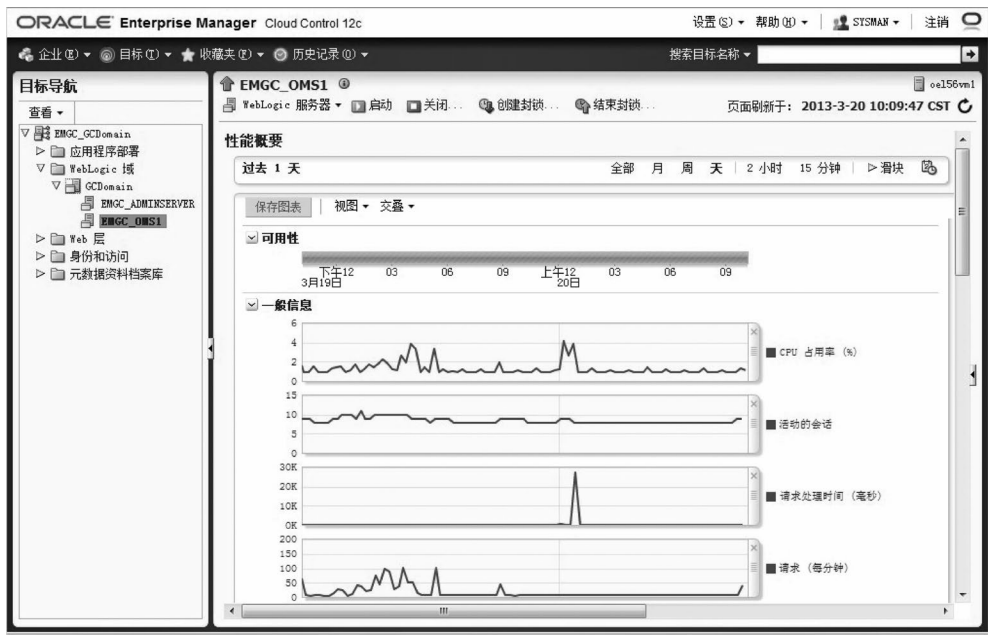 ORACLE Enterprise Manager Cloud Control 12c
设置(S) 帮助(H) SYSMAN 注销
企业(E) 目标(T) 收藏夹(F) 历史记录(O) 搜索目标名称
目标导航
查看
EMGC_GCDomain
应用程序部署
WebLogic 域
GCDomain
EMGC_ADMINSERVER
EMGC_OMS1
Web 层
身份和访问
元数据资料档案库
EMGC_OMS1 oel56vm1
WebLogic 服务器 启动 关闭... 创建封锁... 结束封锁... 页面刷新于: 2013-3-20 10:09:47 CST
性能概要
过去 1 天 全部 月 周 天 2 小时 15 分钟 滑块
保存图表 视图 交叠
可用性
下午12 03 06 09 上午12 03 06 09
3月19日 20日
一般信息
6
4
2
0
CPU 占用率 (%)
15
10
5
0
活动的会话
30K
20K
10K
0K
请求处理时间 (毫秒)
200
150
100
50
0
请求 (每分钟)